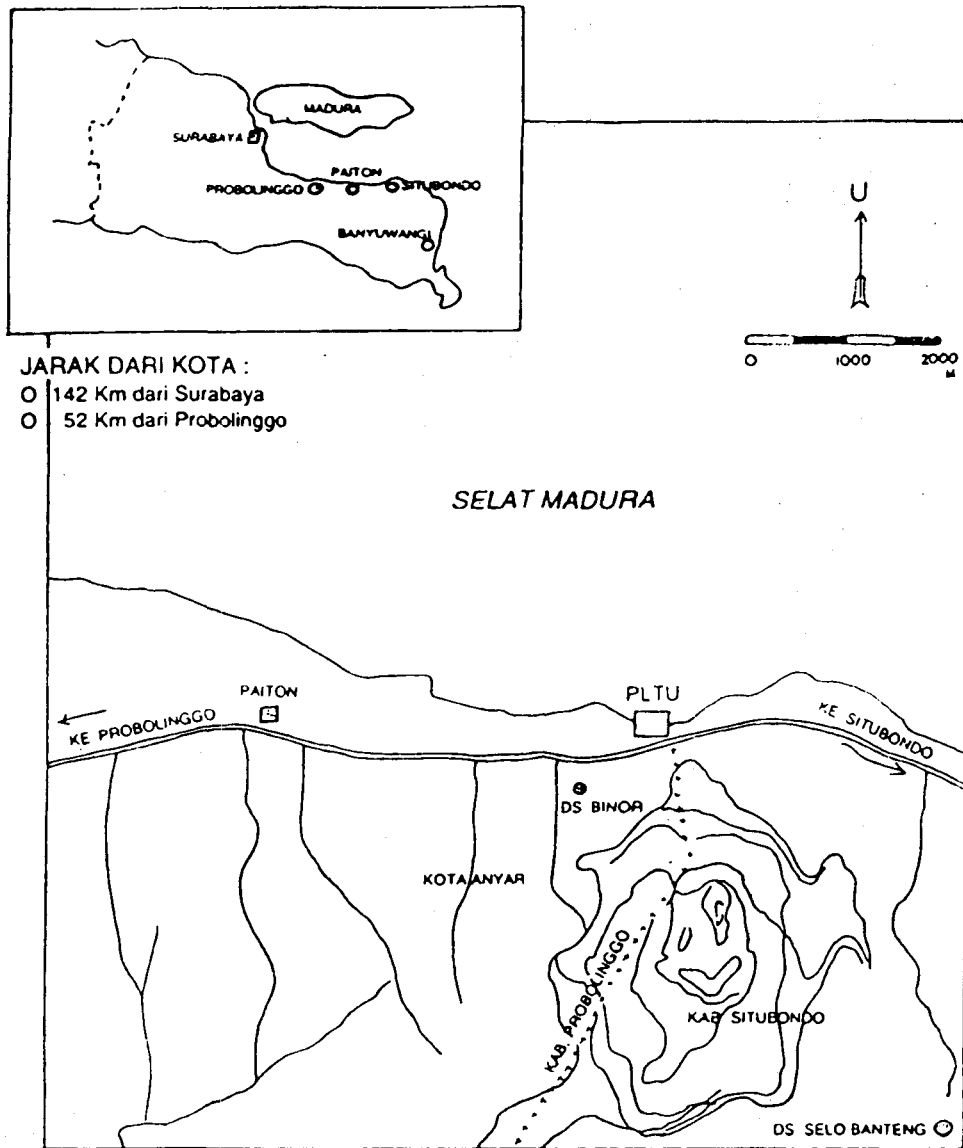 MADURA
SURABAYA
PAITON
PROBOLINGGO
SITUBONDO
BANYUWANGI
U
0 1000 2000
M
JARAK DARI KOTA :
142 Km dari Surabaya
52 Km dari Probolinggo
SELAT MADURA
PAITON
PLTU
KE PROBOLINGGO
KE SITUBONDO
DS BINOR
KOTA ANYAR
KAB. PROBOLINGGO
KAB SITUBONDO
DS SELO BANTENG